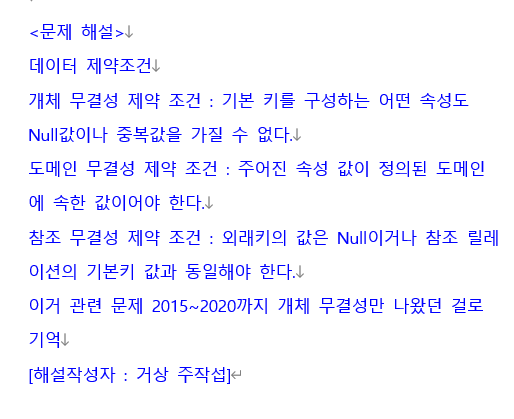 <문제 해설>↓
데이터 제약조건↓
개체 무결성 제약 조건 : 기본 키를 구성하는 어떤 속성도
Null값이나 중복값을 가질 수 없다.↓
도메인 무결성 제약 조건 : 주어진 속성 값이 정의된 도메인
에 속한 값이어야 한다.↓
참조 무결성 제약 조건 : 외래키의 값은 Null이거나 참조 릴레
이션의 기본키 값과 동일해야 한다.↓
이거 관련 문제 2015~2020까지 개체 무결성만 나왔던 걸로
기억↓
[해설작성자 : 거상 주작섭]↵